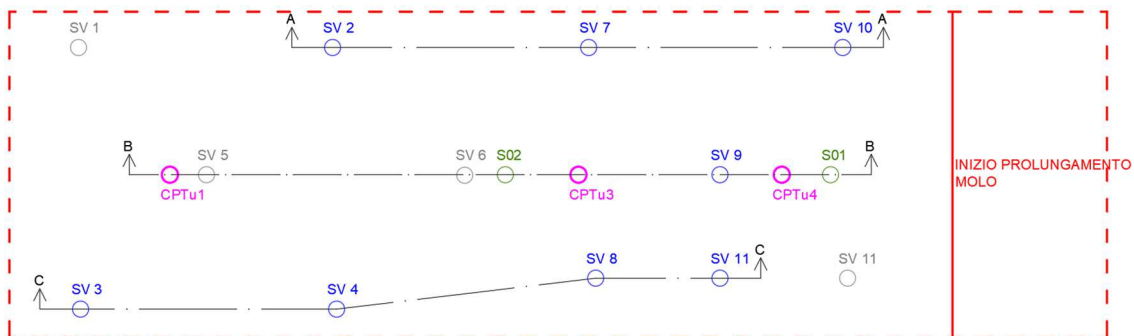 A
A
SV 1
SV 2
SV 7
SV 10
B
SV 5
SV 6
S02
SV 9
S01
B
CPTu1
CPTu3
CPTu4
INIZIO PROLUNGAMENTO
MOLO
C
SV 3
SV 4
SV 8
SV 11
C
SV 11